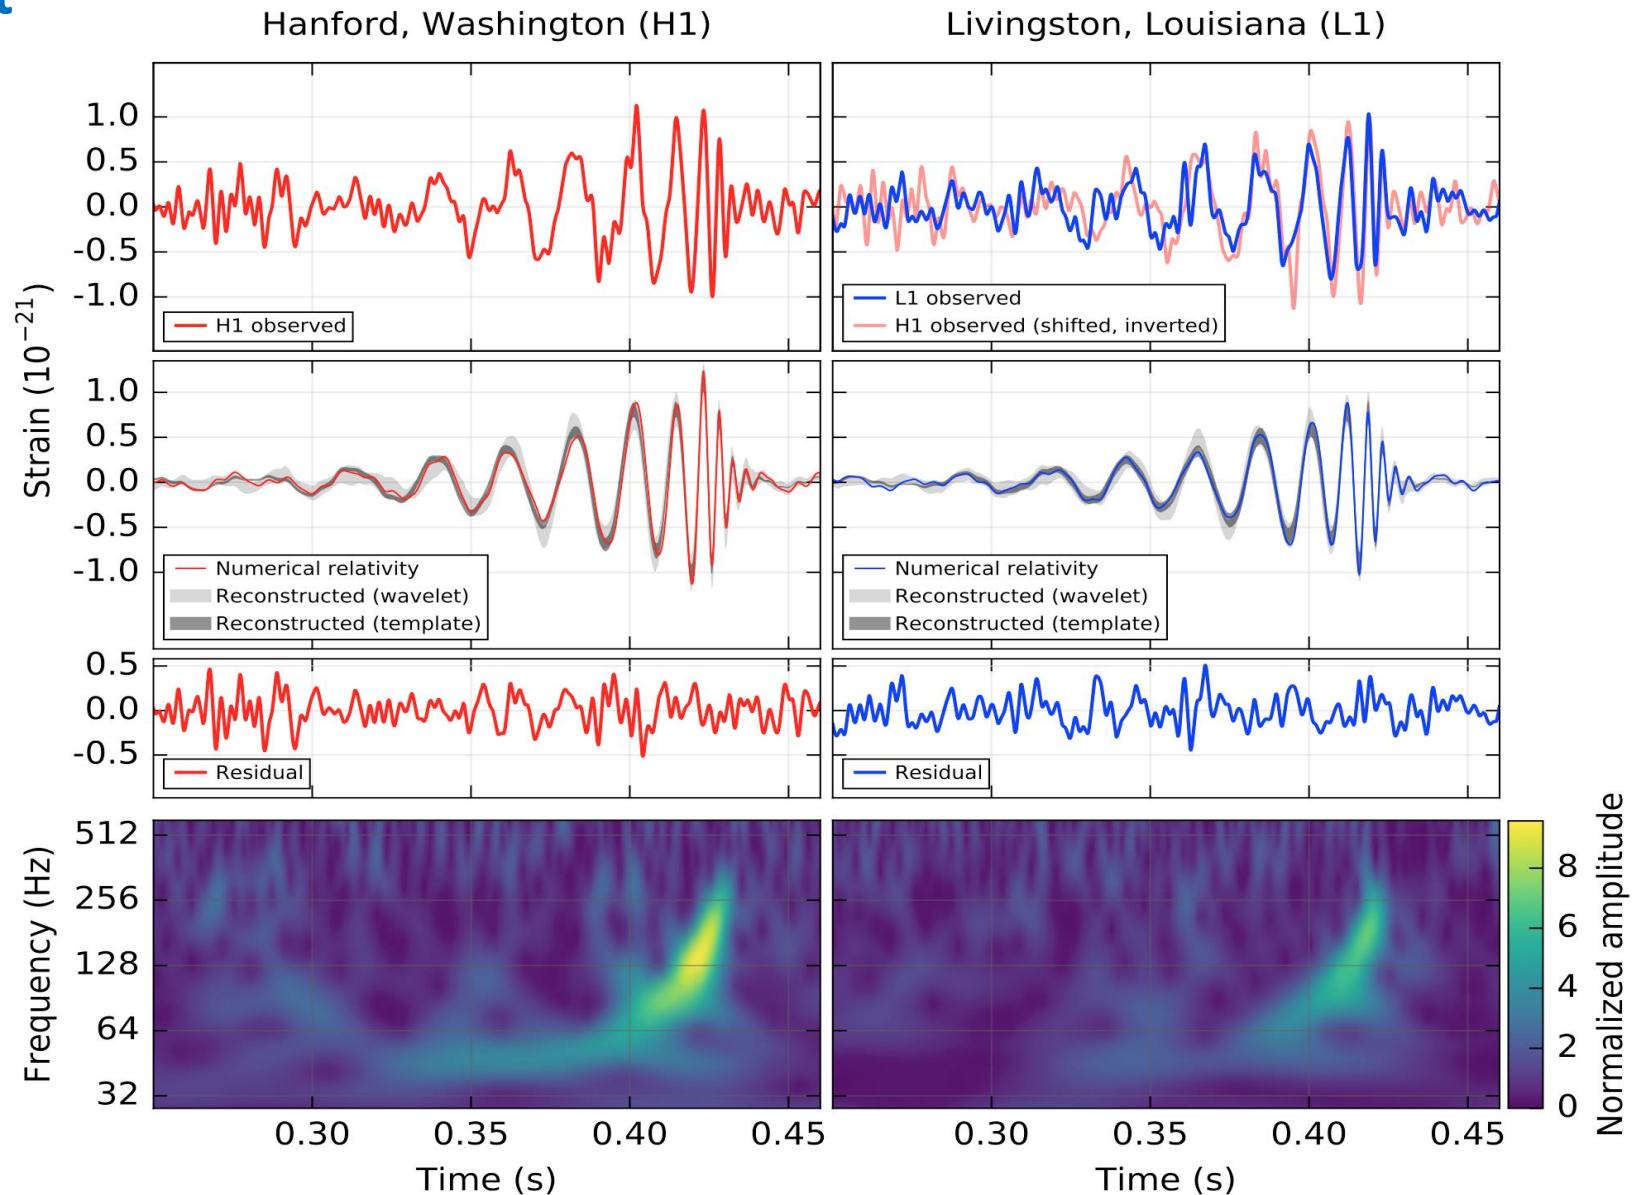 t
Hanford, Washington (H1)
Livingston, Louisiana (L1)
Strain (10⁻²¹)
1.0
0.5
0.0
-0.5
-1.0
H1 observed
L1 observed
H1 observed (shifted, inverted)
1.0
0.5
0.0
-0.5
-1.0
Numerical relativity
Reconstructed (wavelet)
Reconstructed (template)
Numerical relativity
Reconstructed (wavelet)
Reconstructed (template)
0.5
0.0
-0.5
Residual
Residual
Frequency (Hz)
512
256
128
64
32
Normalized amplitude
8
6
4
2
0
0.30 0.35 0.40 0.45
0.30 0.35 0.40 0.45
Time (s)
Time (s)